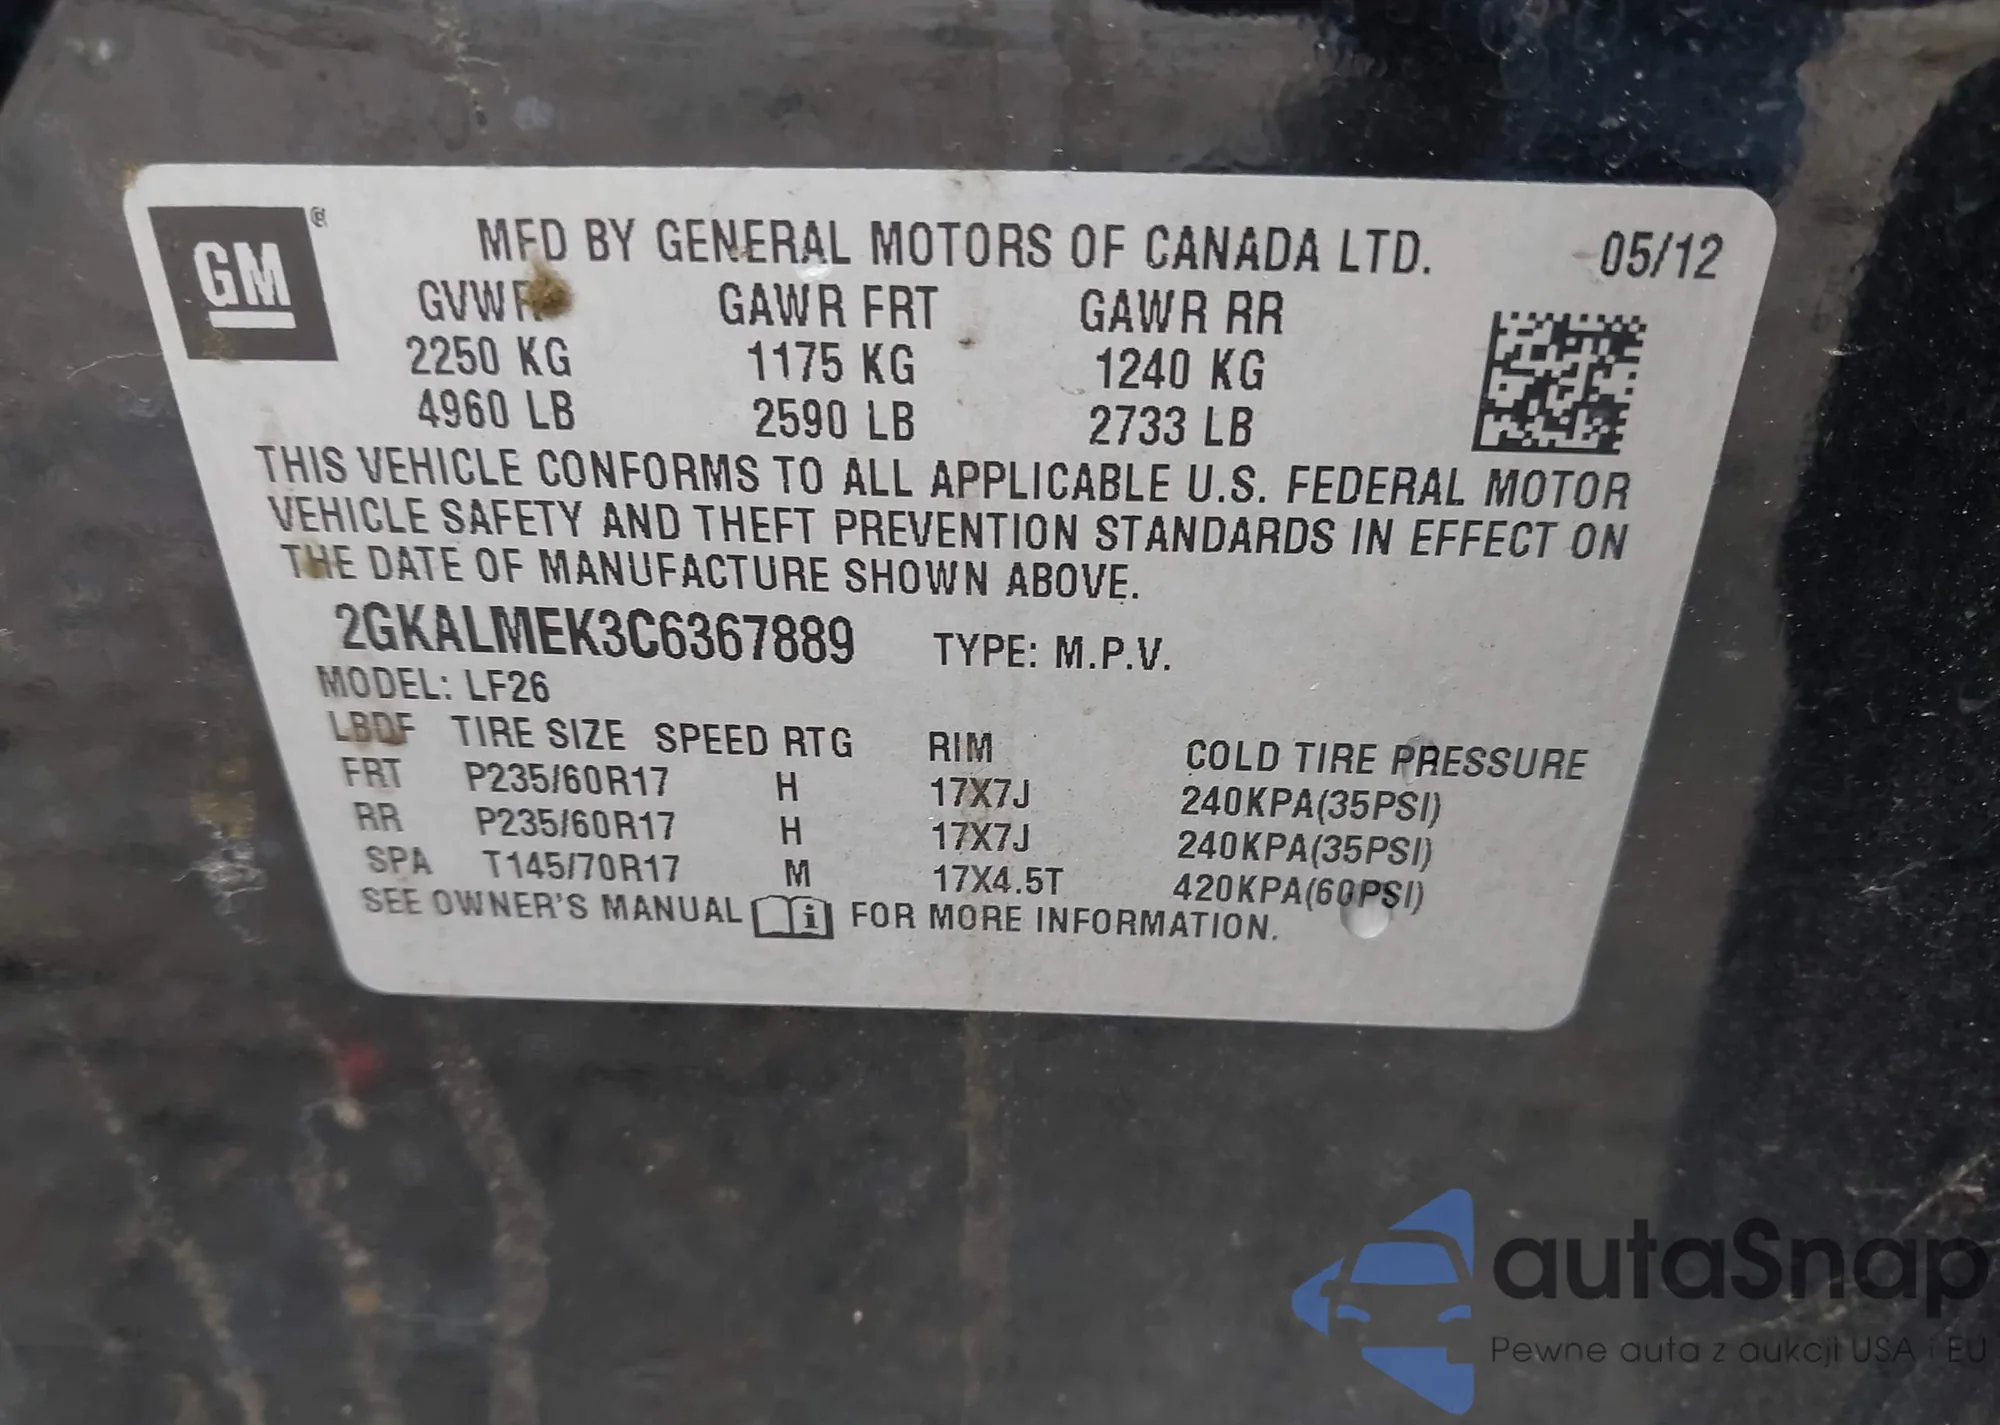 GM ®
MFD BY GENERAL MOTORS OF CANADA LTD. 05/12
GVWR GAWR FRT GAWR RR
2250 KG 1175 KG 1240 KG
4960 LB 2590 LB 2733 LB
THIS VEHICLE CONFORMS TO ALL APPLICABLE U.S. FEDERAL MOTOR
VEHICLE SAFETY AND THEFT PREVENTION STANDARDS IN EFFECT ON
THE DATE OF MANUFACTURE SHOWN ABOVE.
2GKALMEK3C6367889 TYPE: M.P.V.
MODEL: LF26
LBDF TIRE SIZE SPEED RTG RIM COLD TIRE PRESSURE
FRT P235/60R17 H 17X7J 240KPA(35PSI)
RR P235/60R17 H 17X7J 240KPA(35PSI)
SPA T145/70R17 M 17X4.5T 420KPA(60PSI)
SEE OWNER'S MANUAL i FOR MORE INFORMATION.
autaSnap
Pewne auta z aukcji USA i EU